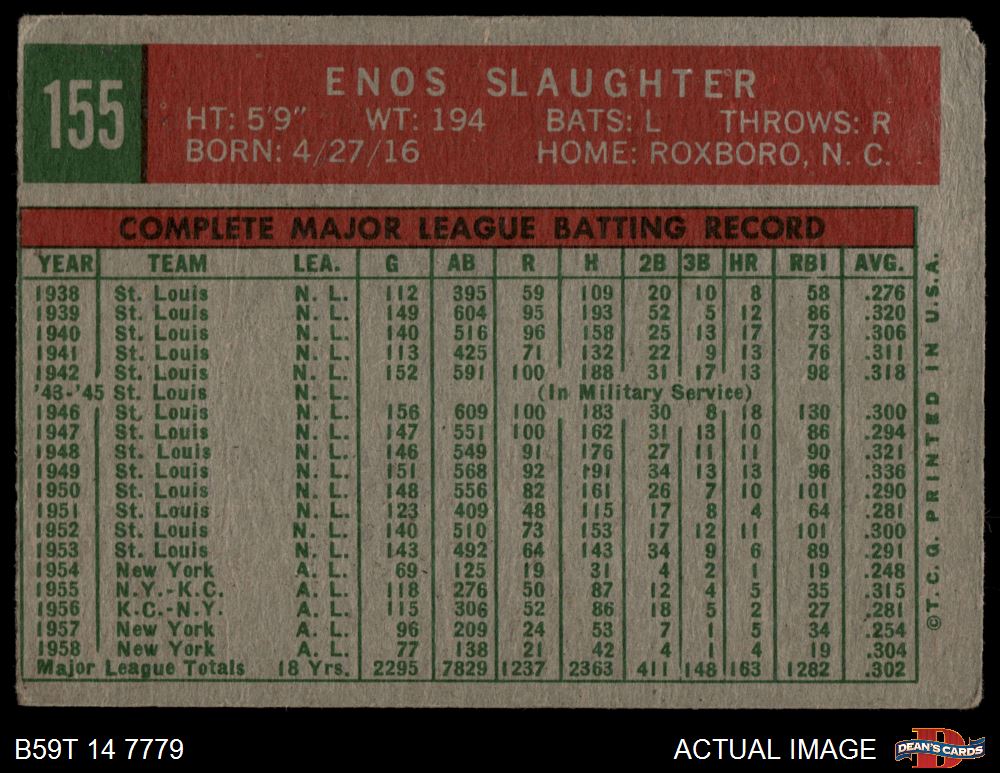 155
ENOS SLAUGHTER
HT: 5'9" WT: 194 BATS: L THROWS: R
BORN: 4/27/16 HOME: ROXBORO, N. C.
COMPLETE MAJOR LEAGUE BATTING RECORD
YEAR TEAM LEA. G AB R H 2B 3B HR RBI AVG.
1938 St. Louis N. L. 112 395 59 109 20 10 8 58 .276
1939 St. Louis N. L. 149 604 95 193 52 5 12 86 .320
1940 St. Louis N. L. 140 516 96 158 25 13 17 73 .306
1941 St. Louis N. L. 113 425 71 132 22 9 13 76 .311
1942 St. Louis N. L. 152 591 100 188 31 17 13 98 .318
'43-'45 St. Louis N. L. (In Military Service)
1946 St. Louis N. L. 156 609 100 183 30 8 18 130 .300
1947 St. Louis N. L. 147 551 100 162 31 13 10 86 .294
1948 St. Louis N. L. 146 549 91 176 27 11 11 90 .321
1949 St. Louis N. L. 151 568 92 191 34 13 13 96 .336
1950 St. Louis N. L. 148 556 82 161 26 7 10 101 .290
1951 St. Louis N. L. 123 409 48 115 17 8 4 64 .281
1952 St. Louis N. L. 140 510 73 153 17 12 11 101 .300
1953 St. Louis N. L. 143 492 64 143 34 9 6 89 .291
1954 New York A. L. 69 125 19 31 4 2 1 19 .248
1955 N.Y.-K.C. A. L. 118 276 50 87 12 4 5 35 .315
1956 K.C.-N.Y. A. L. 115 306 52 86 18 5 2 27 .281
1957 New York A. L. 96 209 24 53 7 1 5 34 .254
1958 New York A. L. 77 138 21 42 4 1 4 19 .304
Major League Totals 18 Yrs. 2295 7829 1237 2363 411 148 163 1282 .302
©T. C. G. PRINTED IN U.S.A.
B59T 14 7779
ACTUAL IMAGE
DEAN'S CARDS